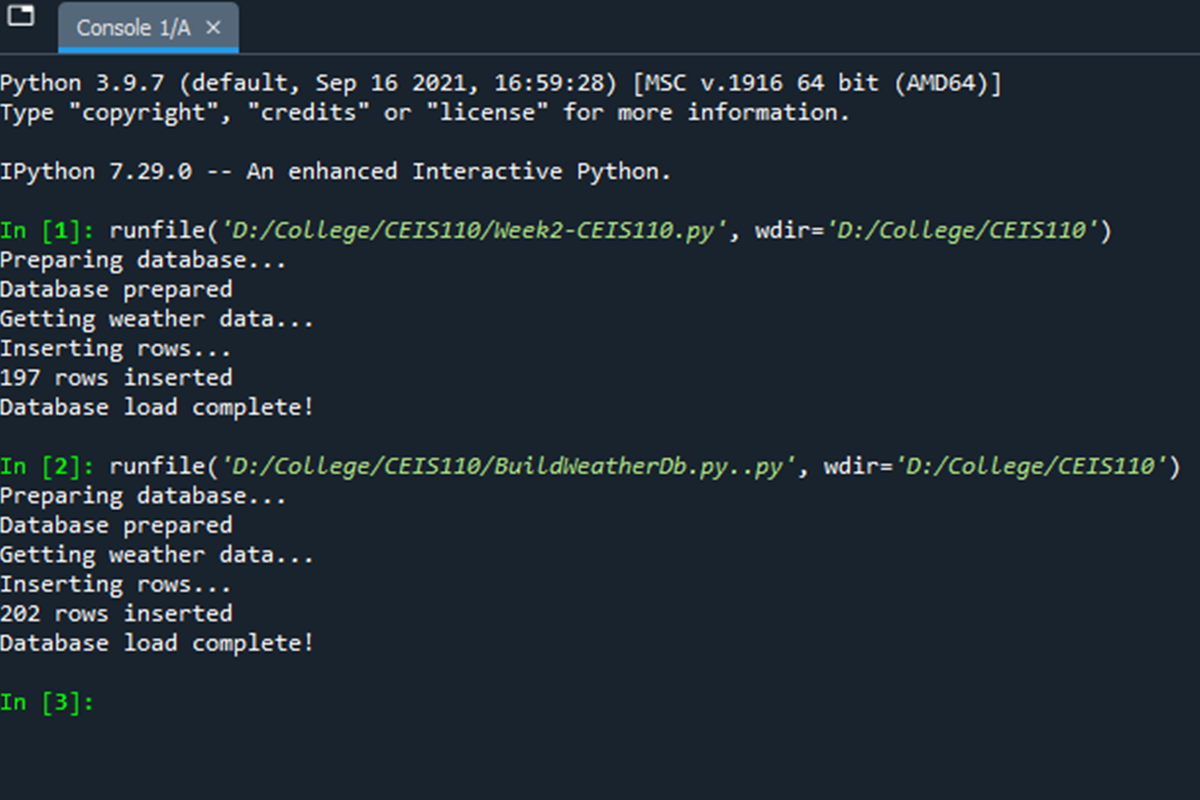 Console 1/A ×
Python 3.9.7 (default, Sep 16 2021, 16:59:28) [MSC v.1916 64 bit (AMD64)]
Type "copyright", "credits" or "license" for more information.
IPython 7.29.0 -- An enhanced Interactive Python.
In [1]: runfile('D:/College/CEIS110/Week2-CEIS110.py', wdir='D:/College/CEIS110')
Preparing database...
Database prepared
Getting weather data...
Inserting rows...
197 rows inserted
Database load complete!
In [2]: runfile('D:/College/CEIS110/BuildWeatherDb.py..py', wdir='D:/College/CEIS110')
Preparing database...
Database prepared
Getting weather data...
Inserting rows...
202 rows inserted
Database load complete!
In [3]: